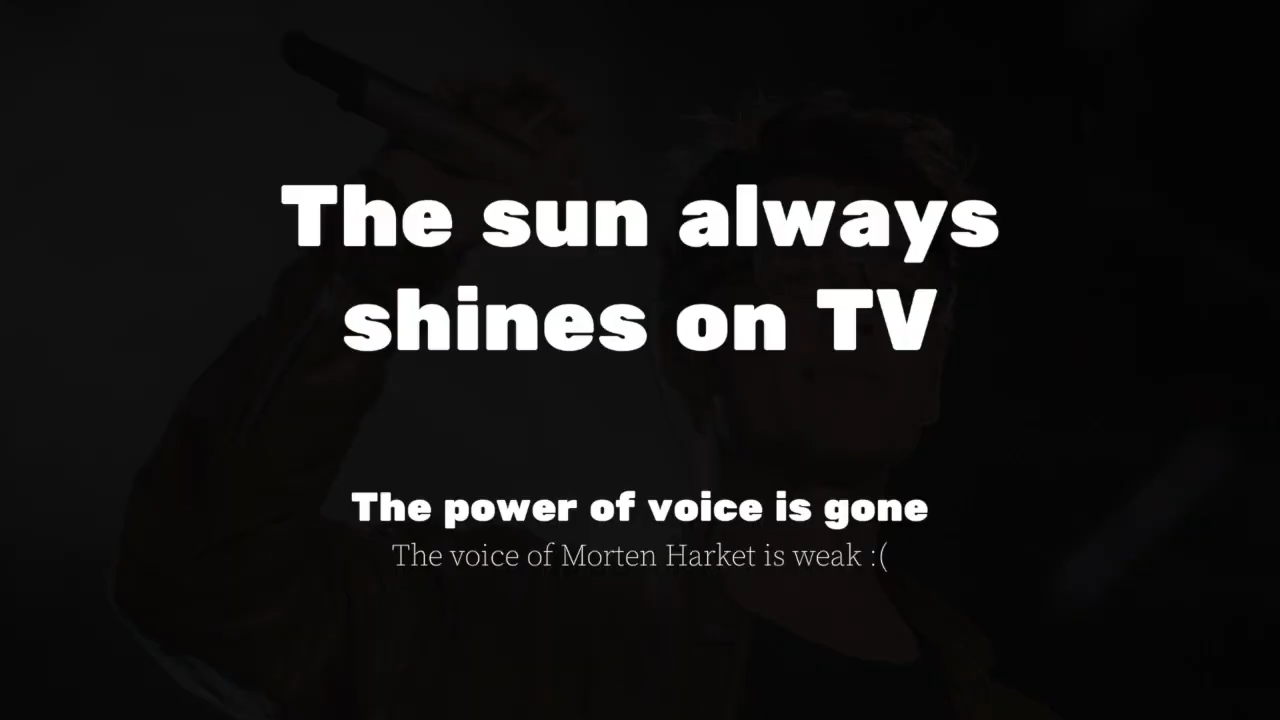 The sun always
shines on TV
The power of voice is gone
The voice of Morten Harket is weak :(